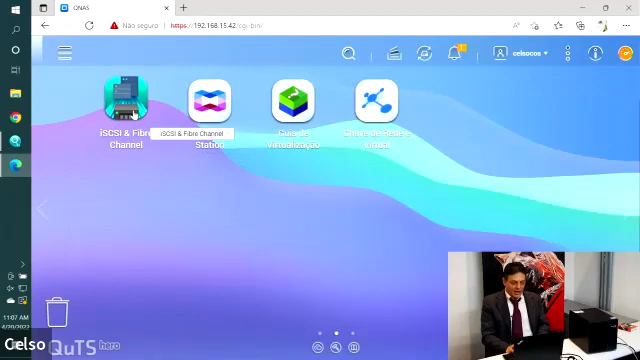 QNAS
Não seguro
https://192.168.15.42/cgi-bin/
1
celsocos
iSCSI & Fibre
Channel
iSCSI & Fibre Channel
Station
Guia de
Virtualização
Chave de Rede e
virtual
11:07 AM
Celso
QuTS hero